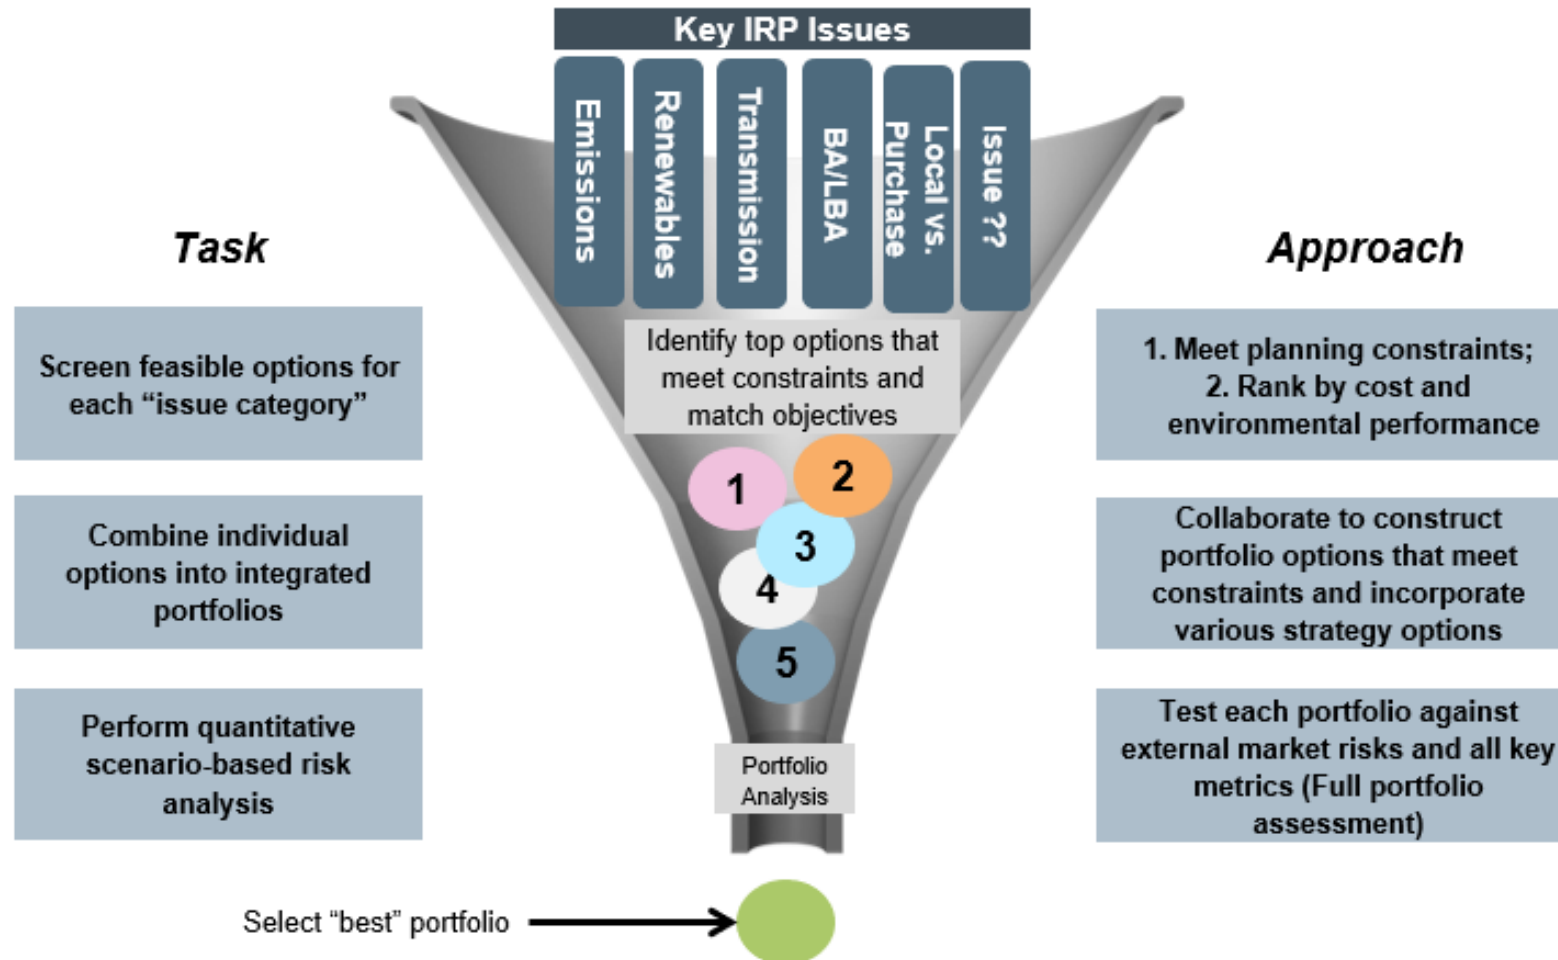 Key IRP Issues
Emissions
Renewables
Transmission
BA/LBA
Local vs.
Purchase
Issue ??
Task
Screen feasible options for
each “issue category”
Combine individual
options into integrated
portfolios
Perform quantitative
scenario-based risk
analysis
Identify top options that
meet constraints and
match objectives
1
2
3
4
5
Portfolio
Analysis
Approach
1. Meet planning constraints;
2. Rank by cost and
environmental performance
Collaborate to construct
portfolio options that meet
constraints and incorporate
various strategy options
Test each portfolio against
external market risks and all key
metrics (Full portfolio
assessment)
Select “best” portfolio